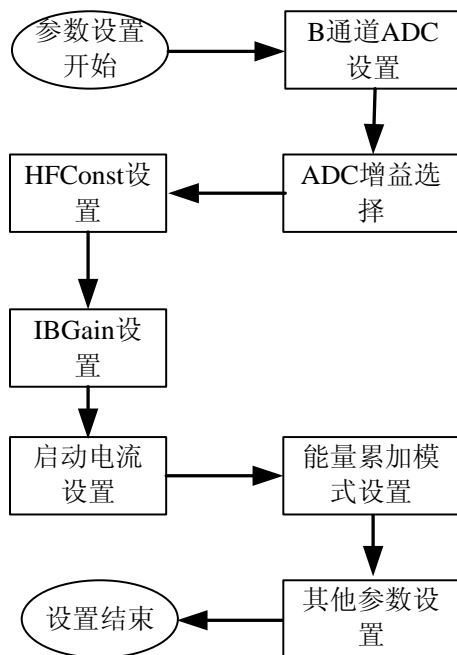 参数设置
开始
B通道ADC
设置
ADC增益选
择
HFConst设
置
IBGain设
置
启动电流
设置
能量累加模
式设置
其他参数设
置
设置结束